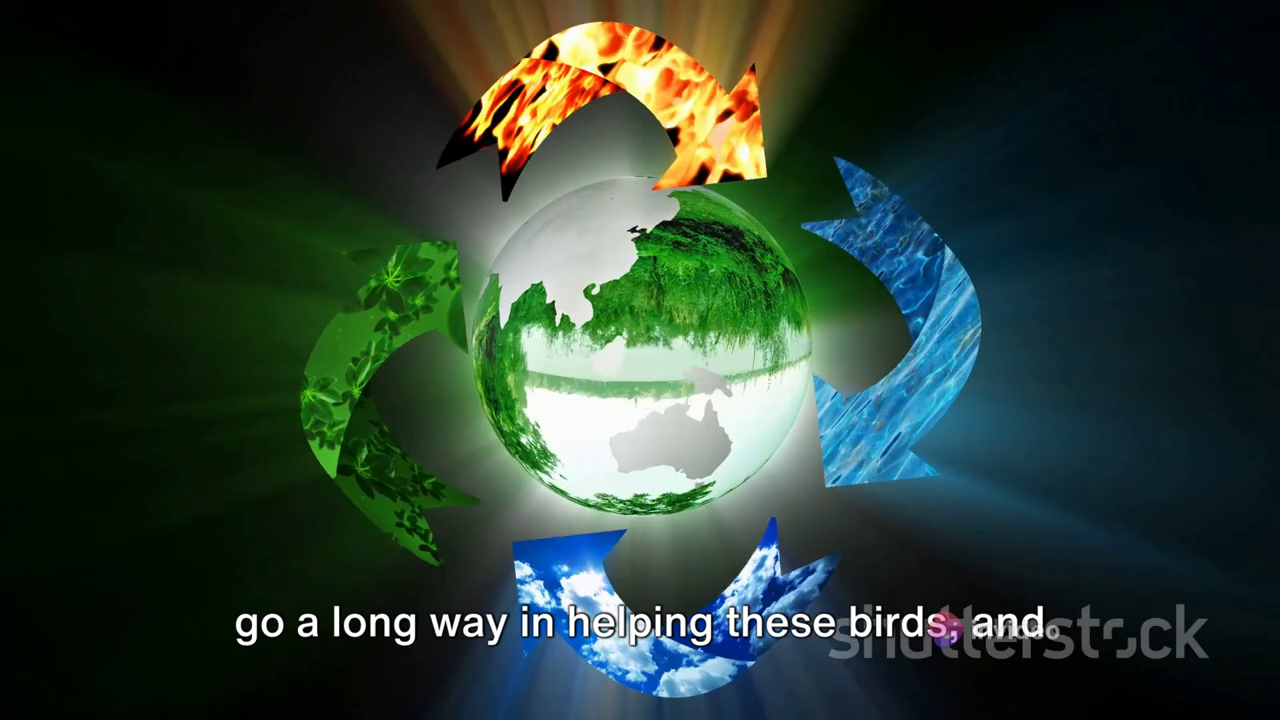 go a long way in helping these birds, and
shutterstock